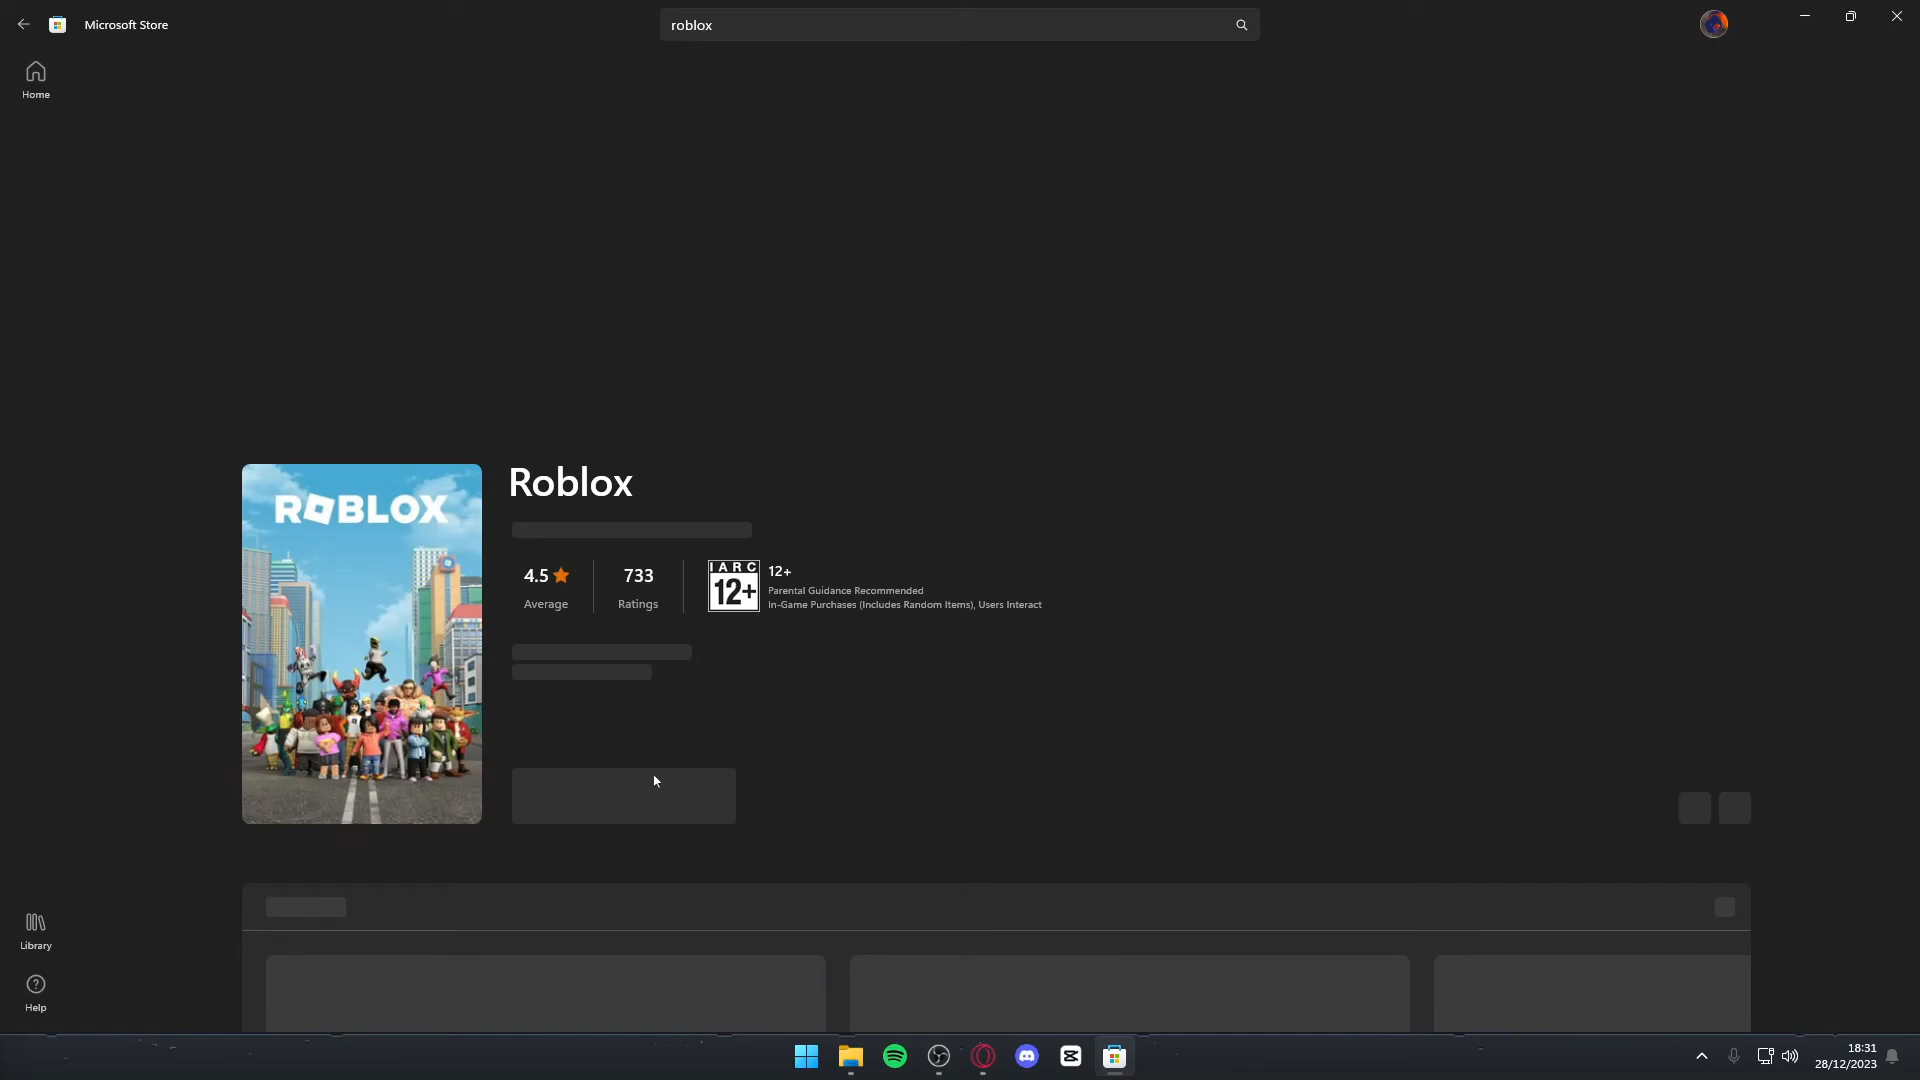 Microsoft Store
roblox
Home
ROBLOX
Roblox
4.5
Average
733
Ratings
IARC
12+
12+
Parental Guidance Recommended
In-Game Purchases (Includes Random Items), Users Interact
Library
Help
18:31
28/12/2023